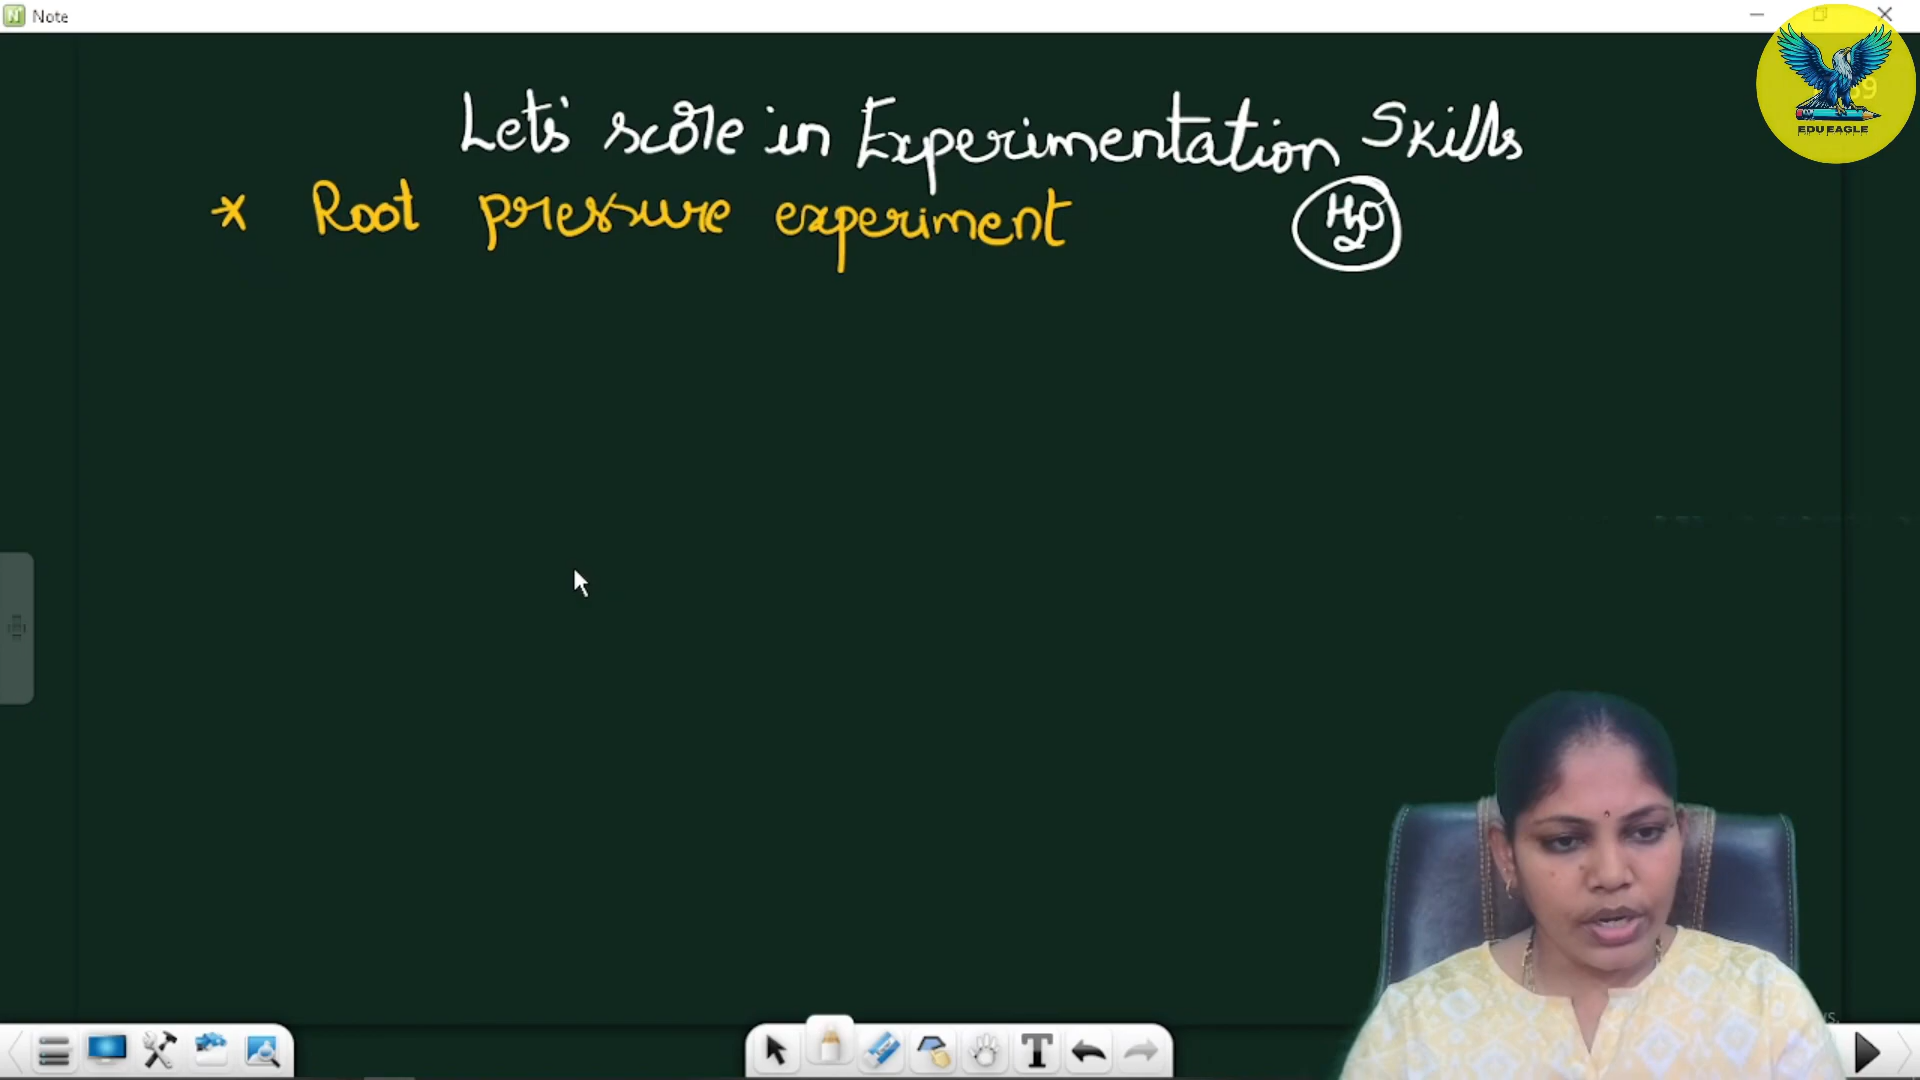 Note
Let's score in Experimentation Skills
* Root pressure experiment
H2O
EDU EAGLE
T